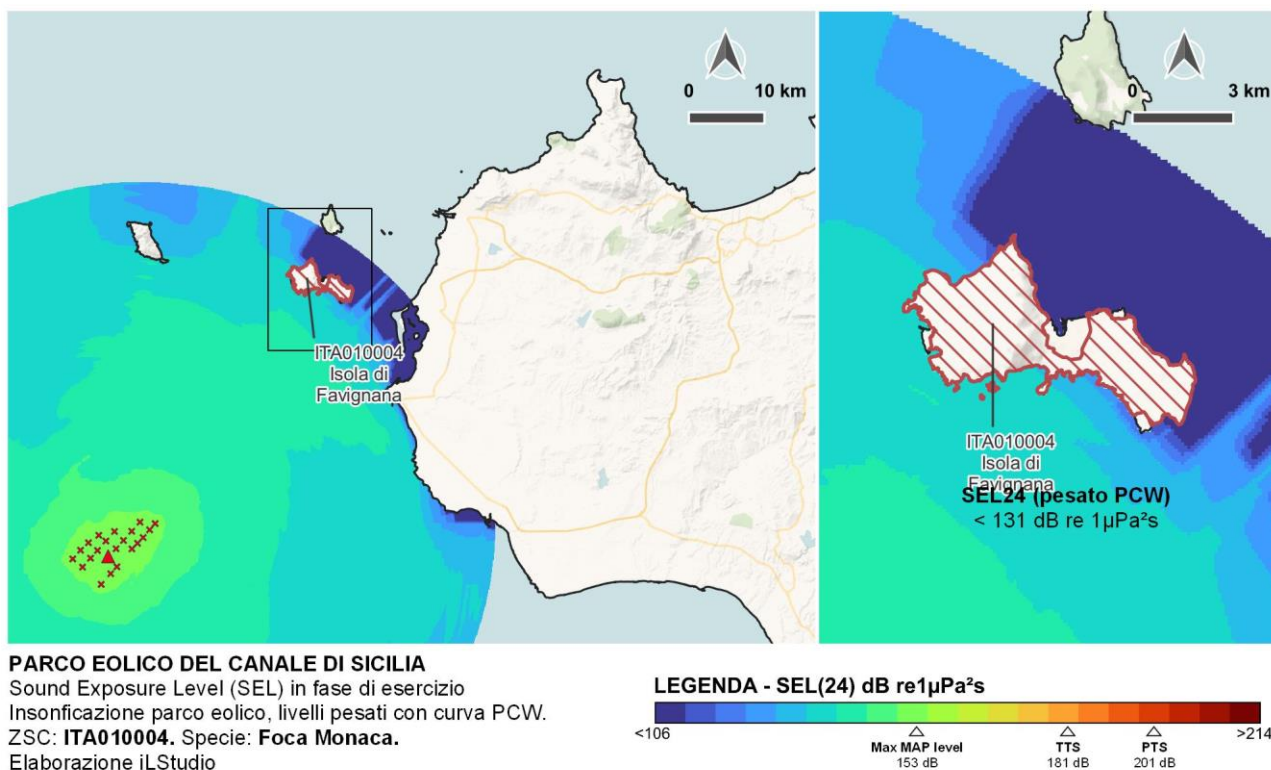 0
10 km
0
3 km
ITA010004
Isola di
Favignana
ITA010004
Isola di
Favignana
SEL24 (pesato PCW)
< 131 dB re 1µPa²s
PARCO EOLICO DEL CANALE DI SICILIA
Sound Exposure Level (SEL) in fase di esercizio
Insonficazione parco eolico, livelli pesati con curva PCW.
ZSC: ITA010004. Specie: Foca Monaca.
Elaborazione iLStudio
LEGENDA - SEL(24) dB re1µPa²s
<106
>214
Max MAP level
153 dB
TTS
181 dB
PTS
201 dB